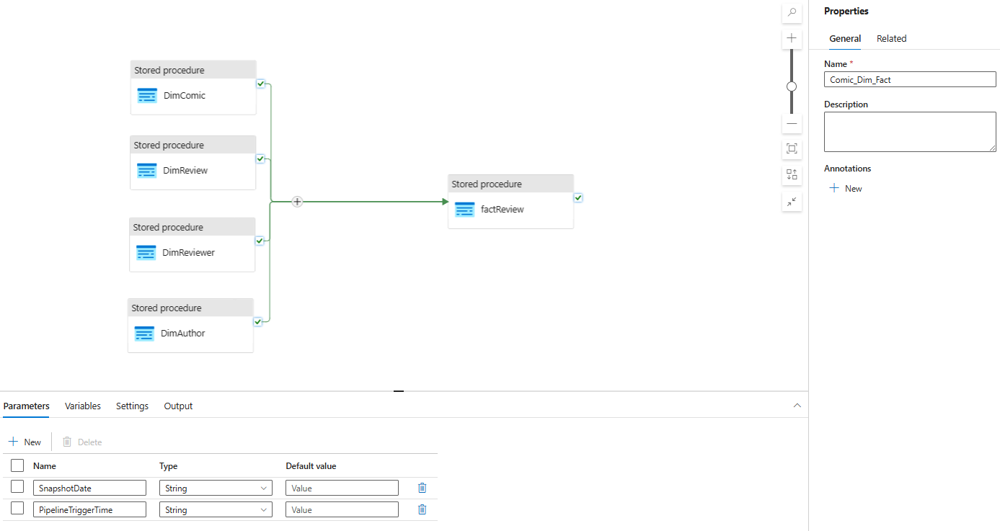 Stored procedure
DimComic
Stored procedure
DimReview
Stored procedure
DimReviewer
Stored procedure
DimAuthor
Stored procedure
factReview
Properties
General Related
Name *
Comic_Dim_Fact
Description
Annotations
New
Parameters Variables Settings Output
New Delete
Name Type Default value
SnapshotDate String Value
PipelineTriggerTime String Value